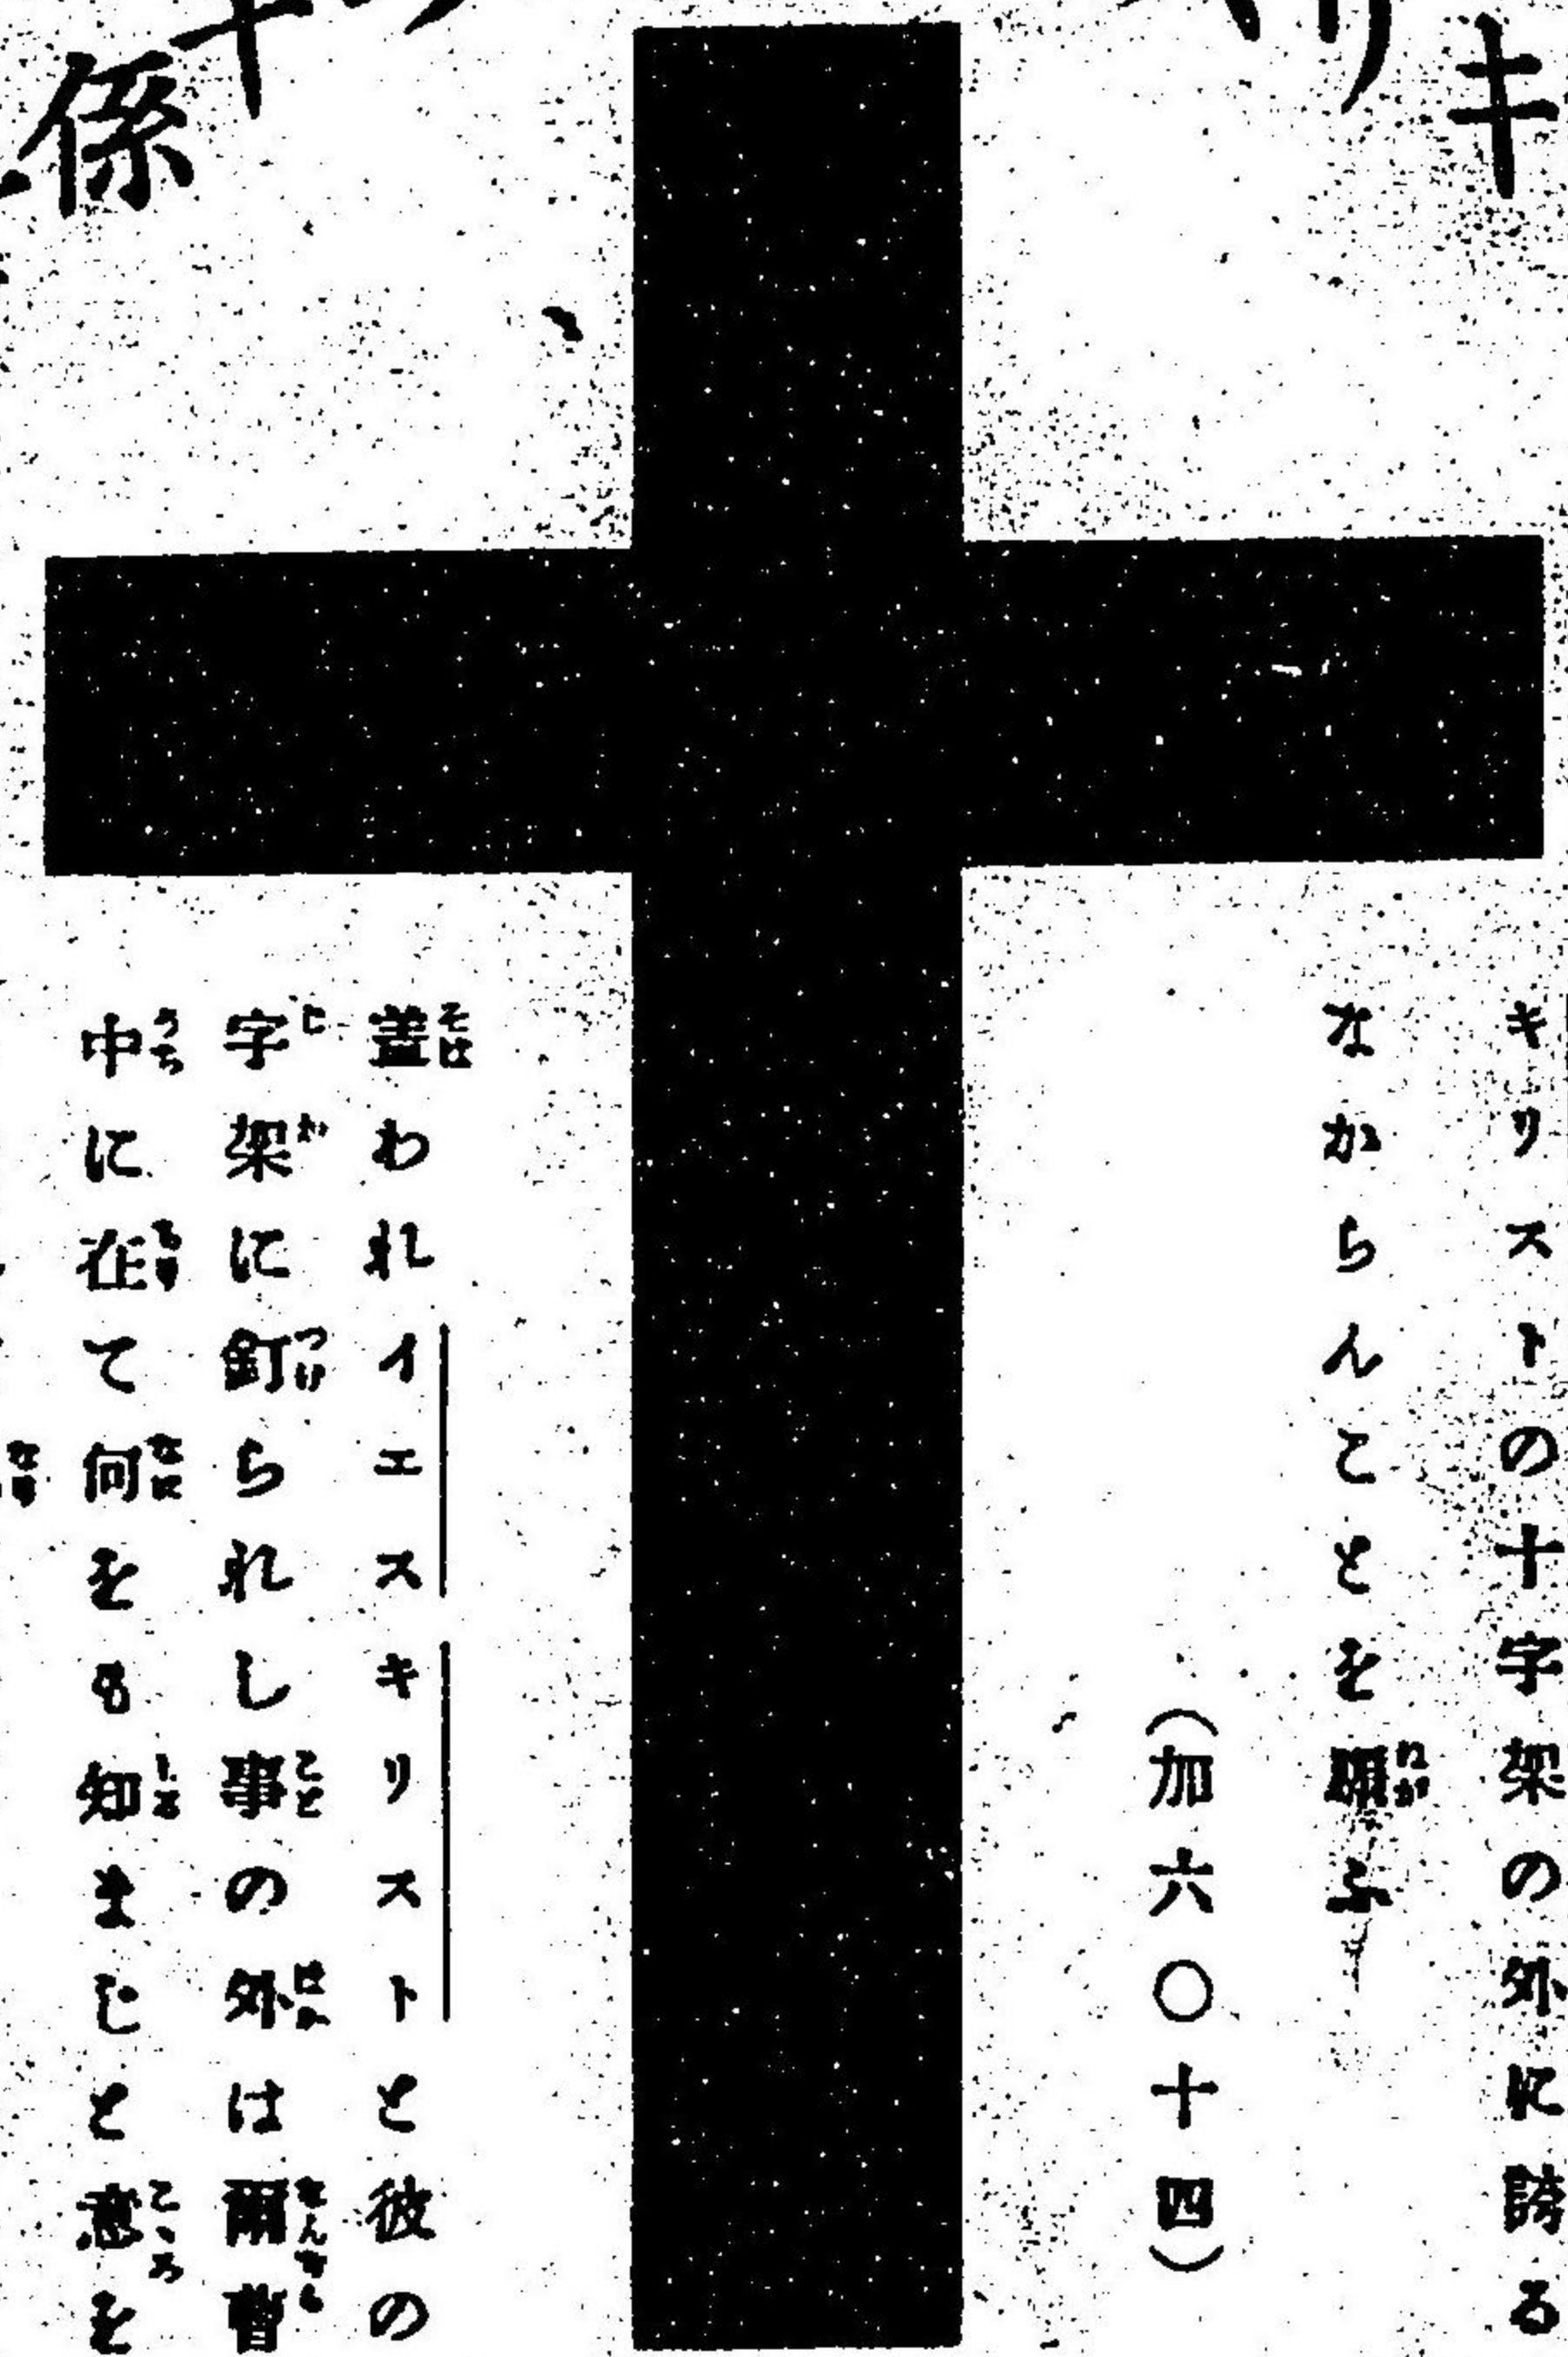 キ
係
キリストの十字架の外に誇る
なからんことを願ふ
(加六〇十四)
蓋われイエスキリストと彼の
字架に釘られし事の外は爾曹
中に在て何をも知まじと意を